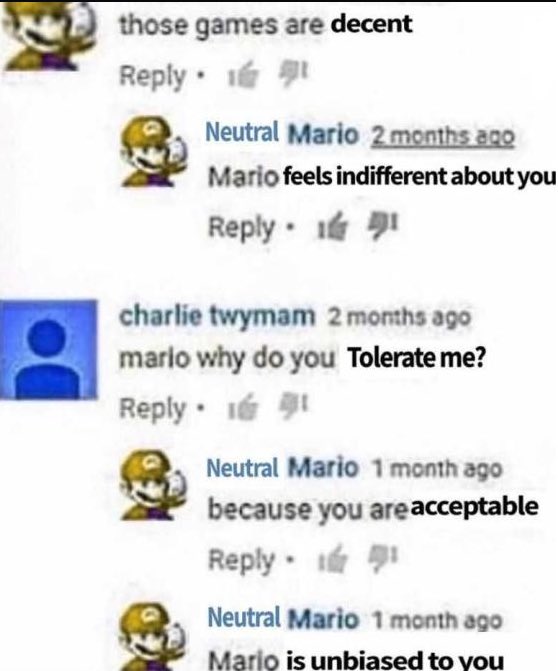 those games are decent
Reply •
Neutral Mario 2 months ago
Mario feels indifferent about you
Reply •
charlie twymam 2 months ago
mario why do you Tolerate me?
Reply •
Neutral Mario 1 month ago
because you are acceptable
Reply •
Neutral Mario 1 month ago
Mario is unbiased to you